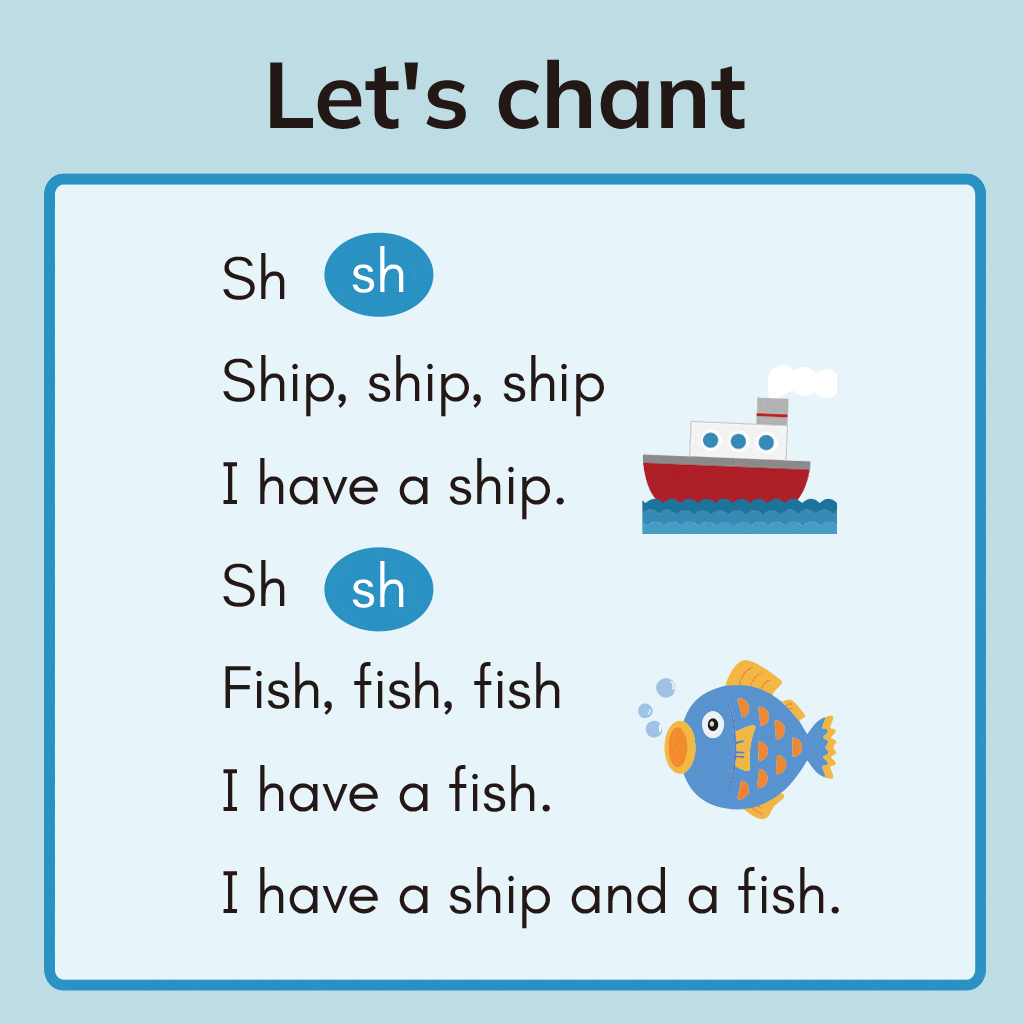 Let's chant
Sh sh
Ship, ship, ship
I have a ship.
Sh sh
Fish, fish, fish
I have a fish.
I have a ship and a fish.